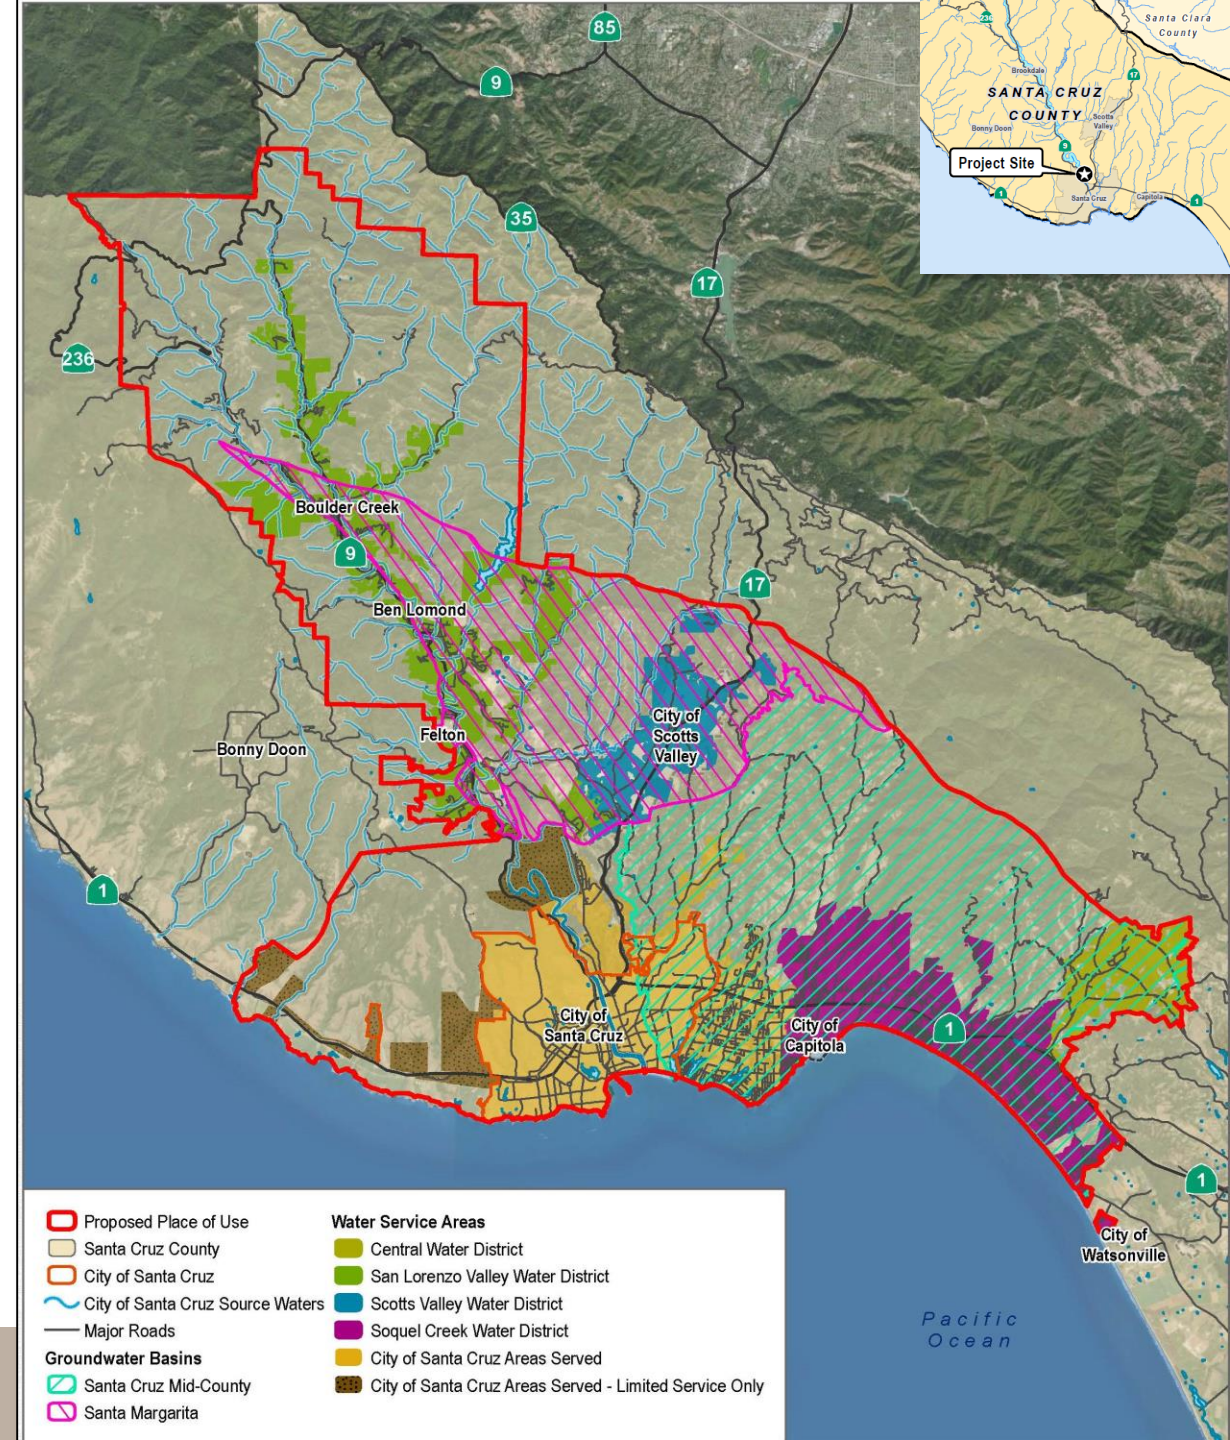 85
9
35
17
236
Boulder Creek
9
17
Ben Lomond
City of
Scotts
Valley
Felton
Bonny Doon
1
City of
Santa Cruz
City of
Capitola
1
1
City of
Watsonville
Pacific
Ocean
236
Santa Clara
County
Brookdale
17
SANTA CRUZ
COUNTY
Scotts
Valley
Bonny Doon
9
Project Site
1
Santa Cruz
Capitola
1
Proposed Place of Use
Santa Cruz County
City of Santa Cruz
City of Santa Cruz Source Waters
Major Roads
Groundwater Basins
Santa Cruz Mid-County
Santa Margarita
Water Service Areas
Central Water District
San Lorenzo Valley Water District
Scotts Valley Water District
Soquel Creek Water District
City of Santa Cruz Areas Served
City of Santa Cruz Areas Served - Limited Service Only